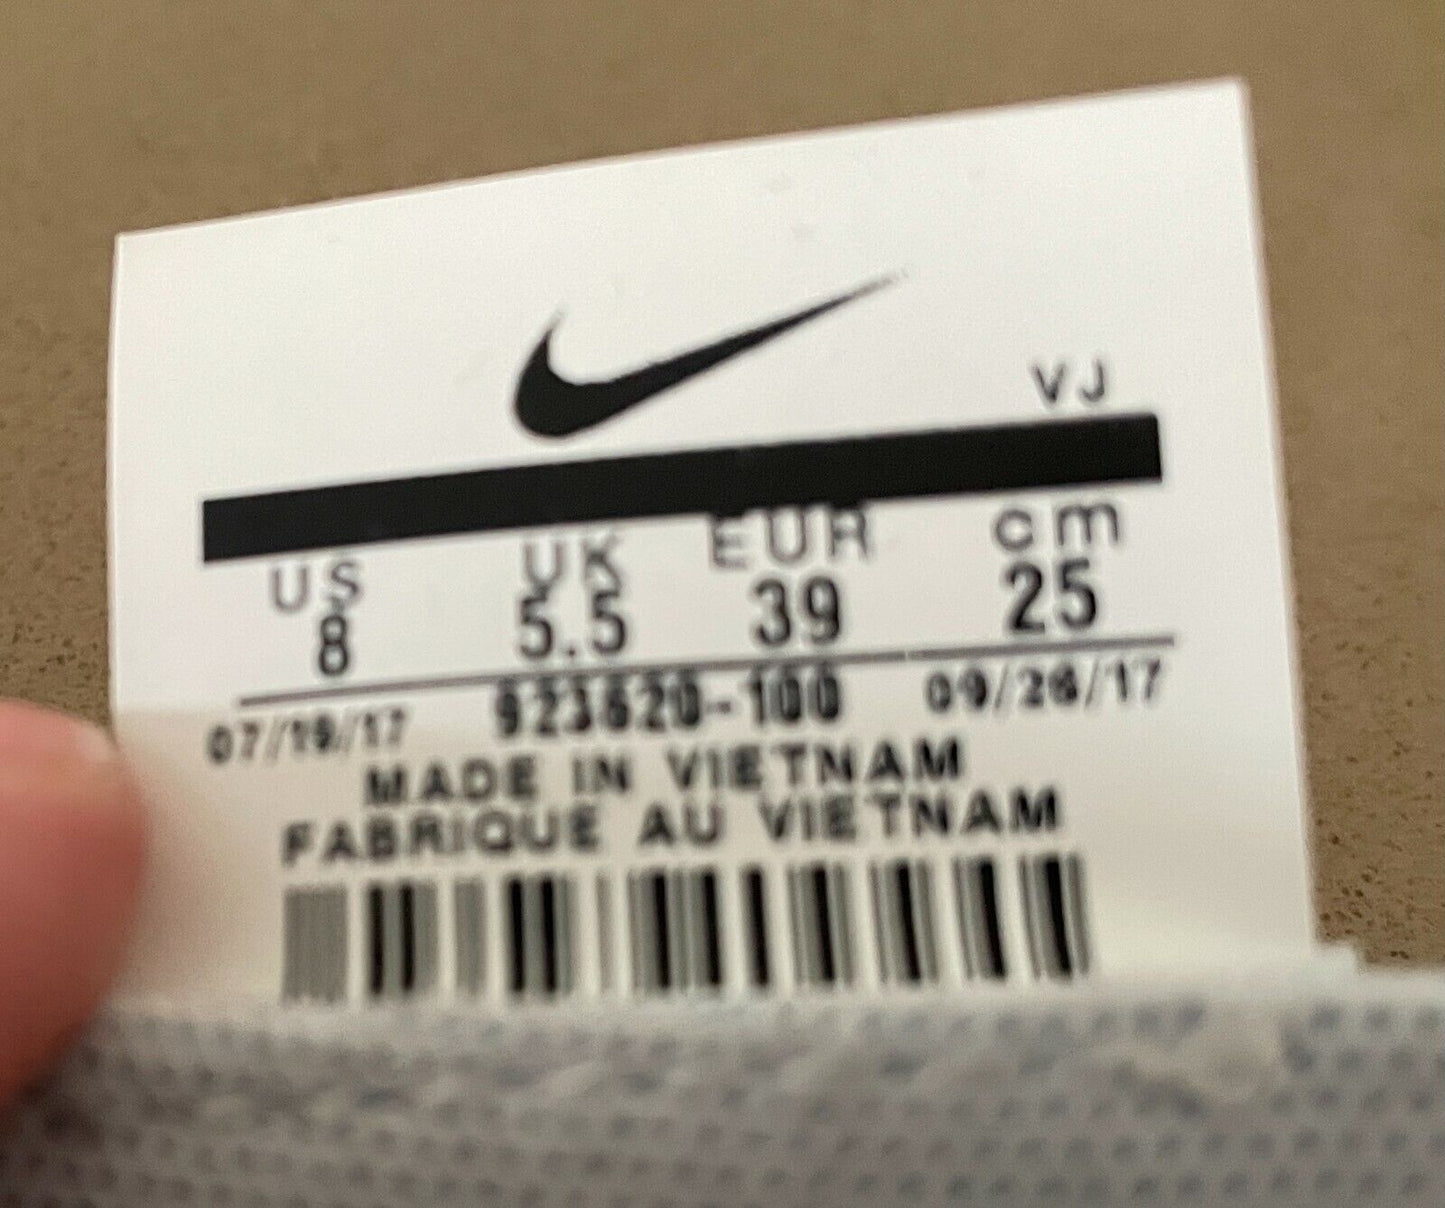 VJ
US UK EUR cm
8 5.5 39 25
07/19/17 923620-100 09/26/17
MADE IN VIETNAM
FABRIQUE AU VIETNAM